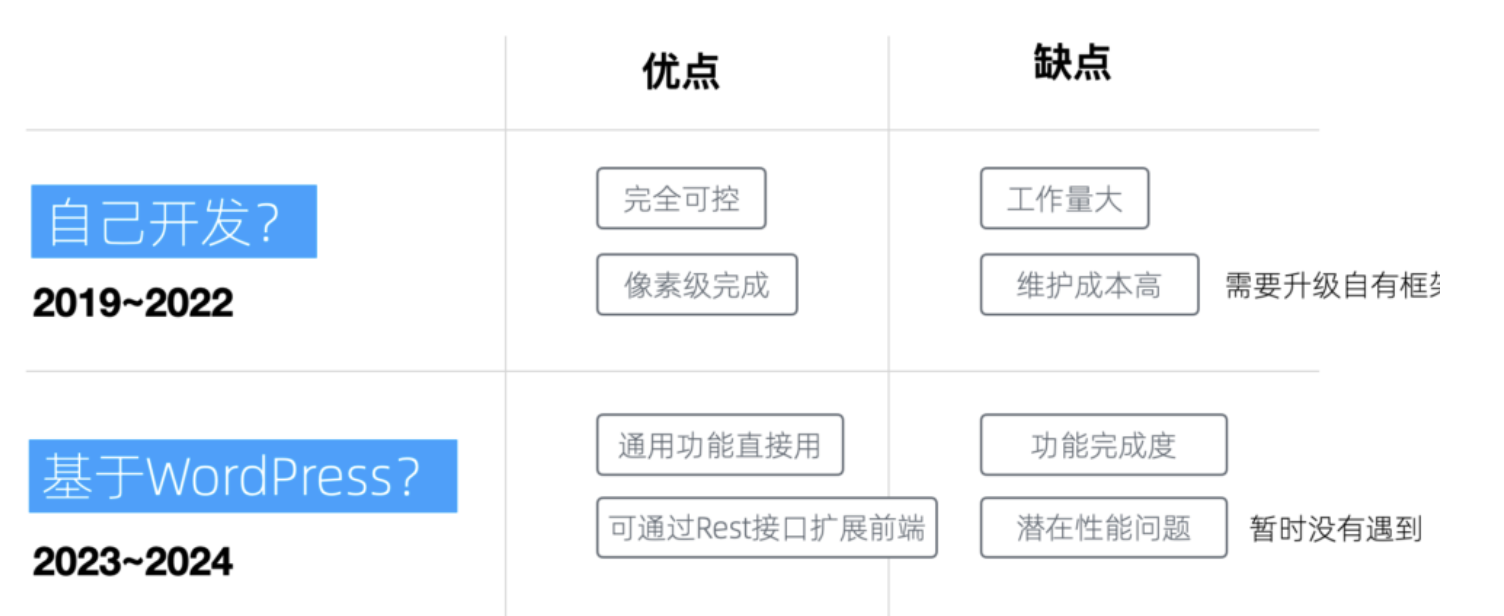 优点
缺点
自己开发？
2019~2022
完全可控
像素级完成
工作量大
维护成本高
需要升级自有框
基于WordPress？
2023~2024
通用功能直接用
可通过Rest接口扩展前端
功能完成度
潜在性能问题
暂时没有遇到